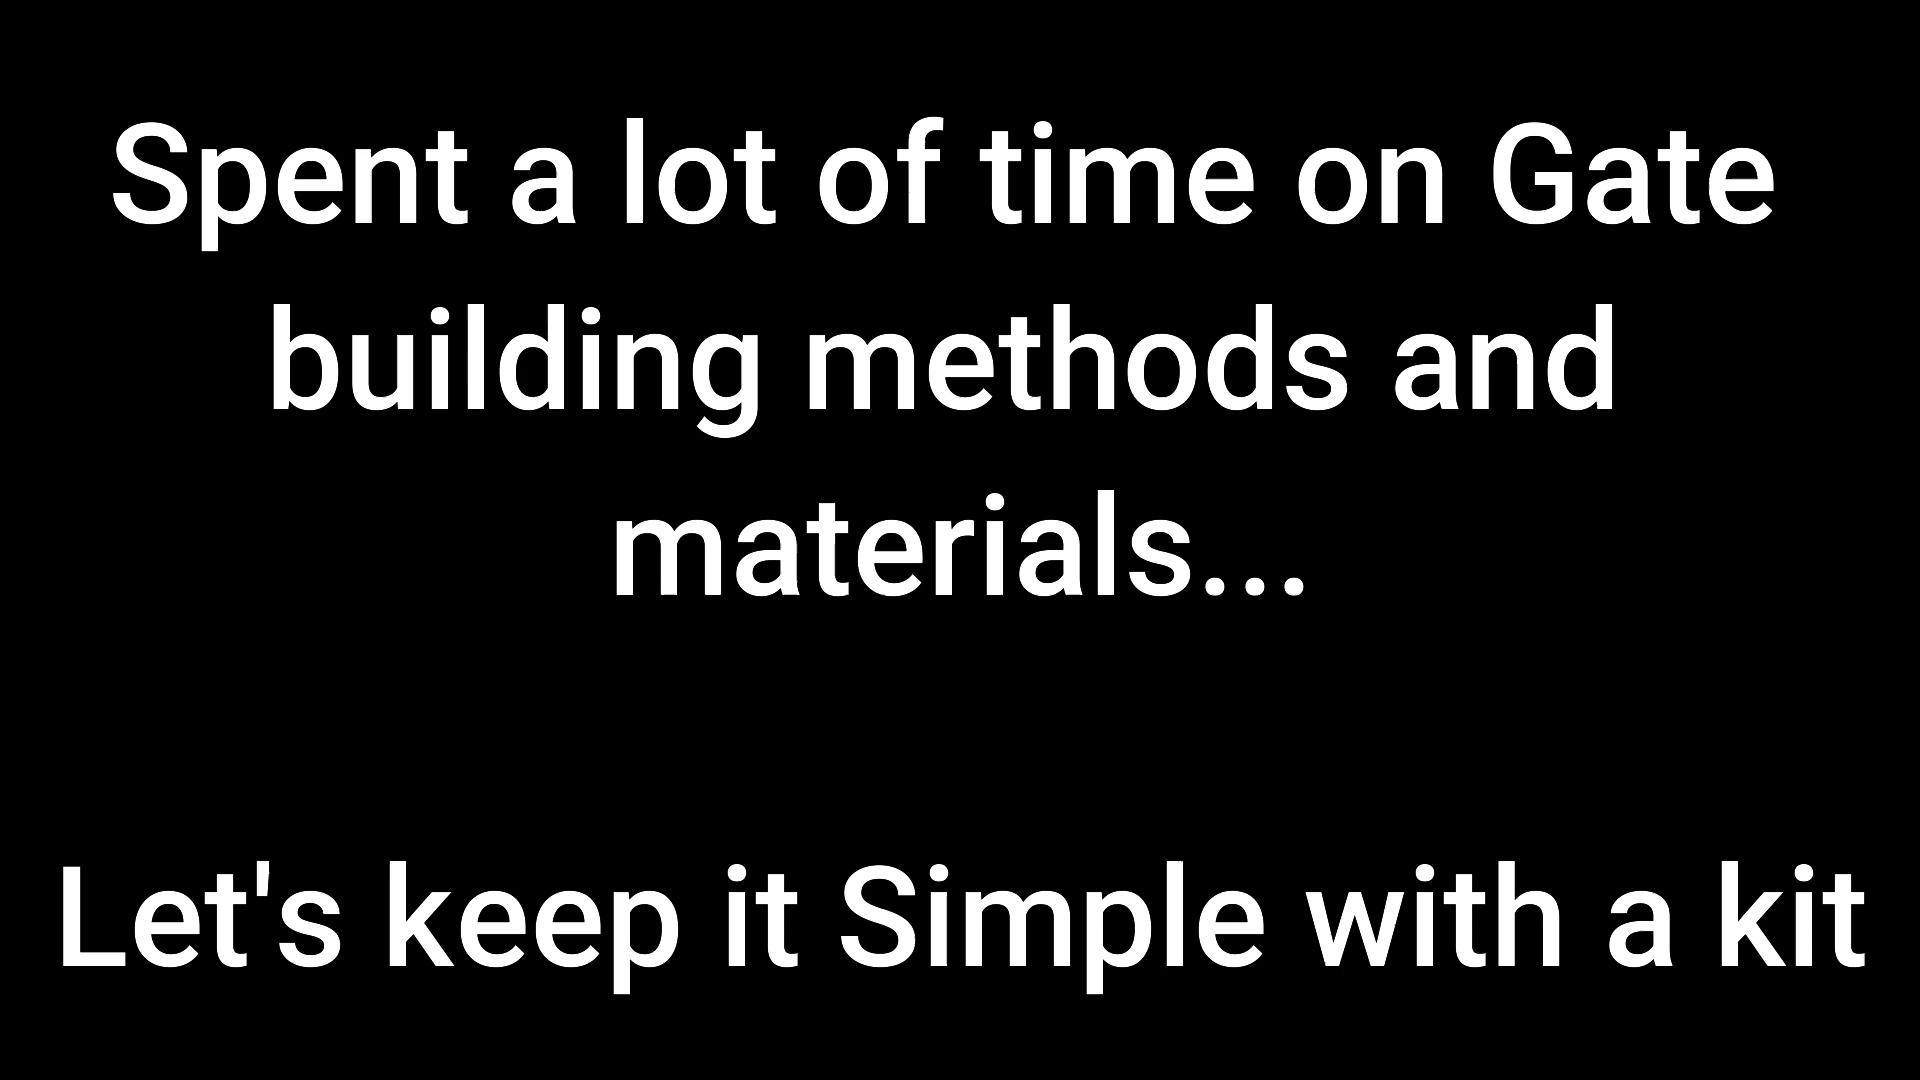 Spent a lot of time on Gate
building methods and
materials...
Let's keep it Simple with a kit